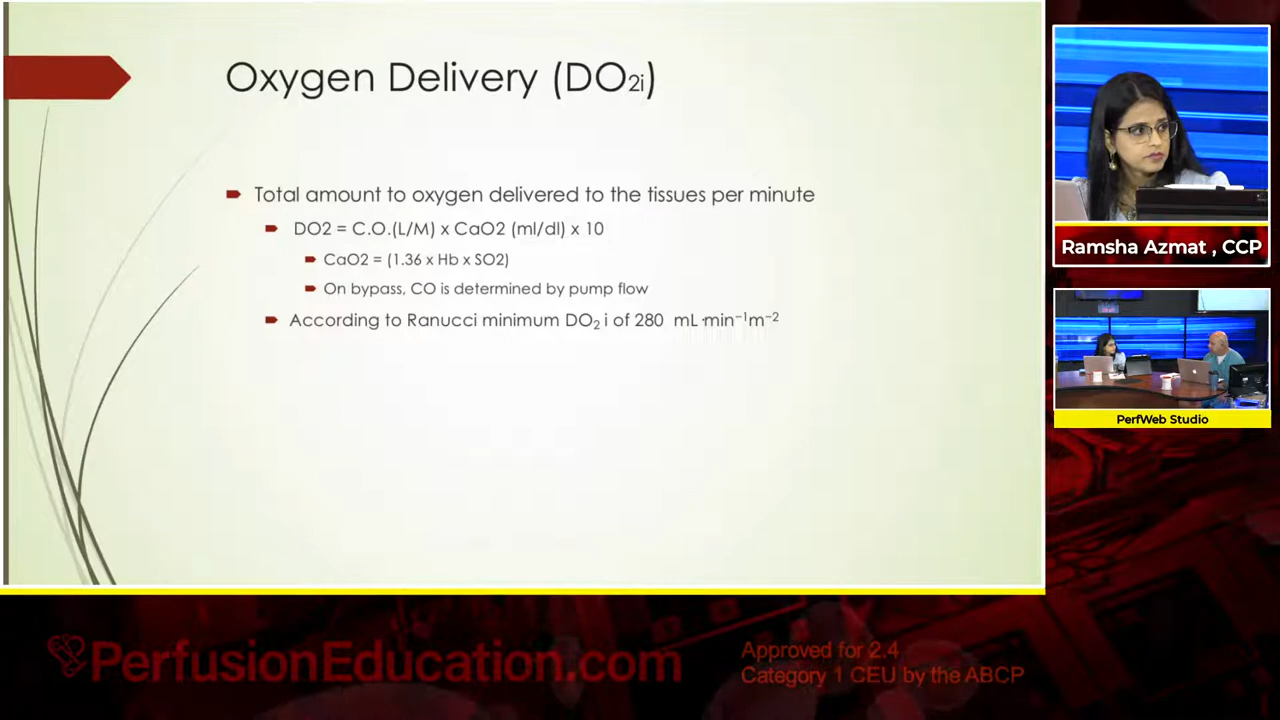 Oxygen Delivery (DO2i)
Total amount to oxygen delivered to the tissues per minute
DO2 = C.O.(L/M) x CaO2 (ml/dl) x 10
CaO2 = (1.36 x Hb x SO2)
On bypass, CO is determined by pump flow
According to Ranucci minimum DO₂ i of 280 mL·min⁻¹m⁻²
Ramsha Azmat , CCP
PerfWeb Studio
PerfusionEducation.com
Approved for 2.4
Category 1 CEU by the ABCP